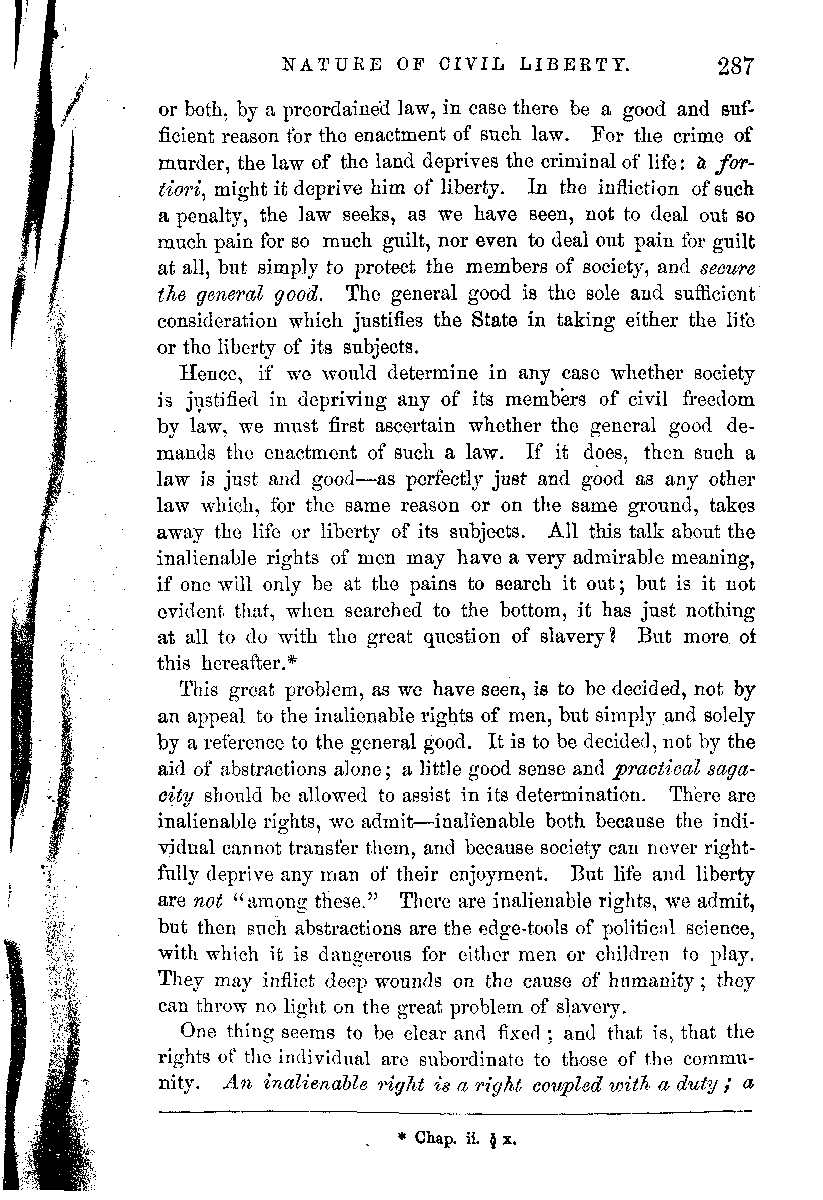 NATURE OF CIVIL LIBERTY. 287
or both, by a preordained law, in case there be a good and suf-
ficient reason for the enactment of such law. For the crime of
murder, the law of the land deprives the criminal of life: à for-
tiori, might it deprive him of liberty. In the infliction of such
a penalty, the law seeks, as we have seen, not to deal out so
much pain for so much guilt, nor even to deal out pain for guilt
at all, but simply to protect the members of society, and secure
the general good. The general good is the sole and sufficient
consideration which justifies the State in taking either the life
or the liberty of its subjects.
Hence, if we would determine in any case whether society
is justified in depriving any of its members of civil freedom
by law, we must first ascertain whether the general good de-
mands the enactment of such a law. If it does, then such a
law is just and good—as perfectly just and good as any other
law which, for the same reason or on the same ground, takes
away the life or liberty of its subjects. All this talk about the
inalienable rights of men may have a very admirable meaning,
if one will only be at the pains to search it out; but is it not
evident that, when searched to the bottom, it has just nothing
at all to do with the great question of slavery? But more of
this hereafter.*
This great problem, as we have seen, is to be decided, not by
an appeal to the inalienable rights of men, but simply and solely
by a reference to the general good. It is to be decided, not by the
aid of abstractions alone; a little good sense and practical saga-
city should be allowed to assist in its determination. There are
inalienable rights, we admit—inalienable both because the indi-
vidual cannot transfer them, and because society can never right-
fully deprive any man of their enjoyment. But life and liberty
are not "among these." There are inalienable rights, we admit,
but then such abstractions are the edge-tools of political science,
with which it is dangerous for either men or children to play.
They may inflict deep wounds on the cause of humanity; they
can throw no light on the great problem of slavery.
One thing seems to be clear and fixed; and that is, that the
rights of the individual are subordinate to those of the commu-
nity. An inalienable right is a right coupled with a duty; a
* Chap. ii. § x.